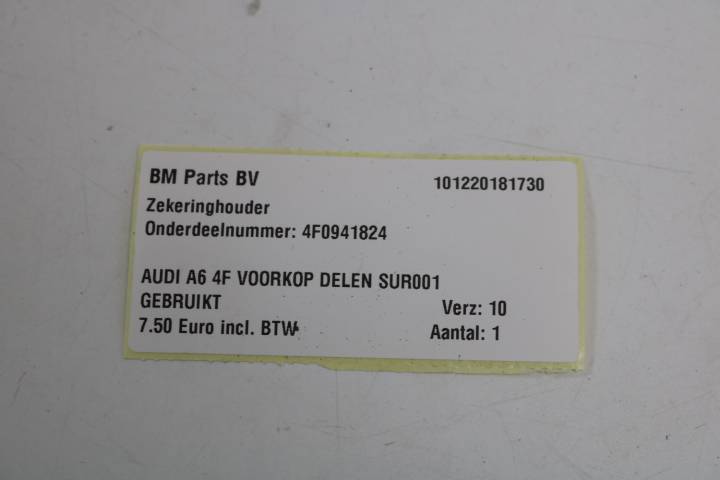 BM Parts BV 101220181730
Zekeringhouder
Onderdeelnummer: 4F0941824
AUDI A6 4F VOORKOP DELEN SUR001
GEBRUIKT Verz: 10
7.50 Euro incl. BTW Aantal: 1